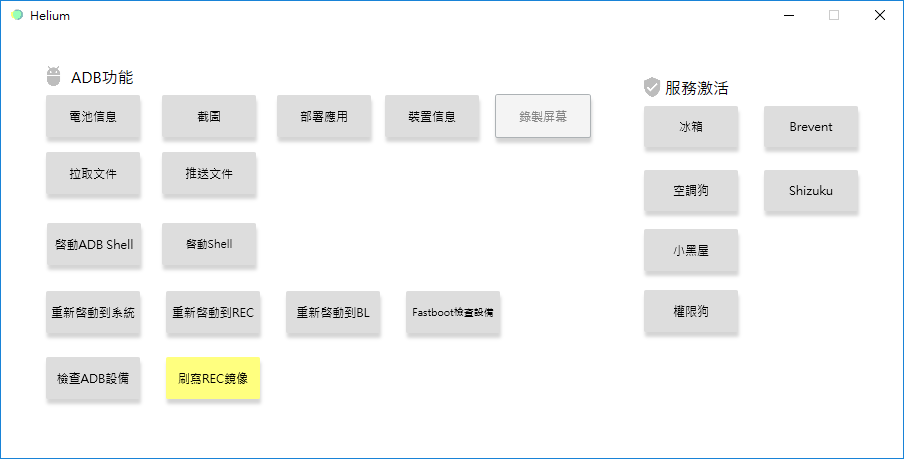 Helium
ADB功能
電池信息
截圖
部署應用
裝置信息
錄製屏幕
拉取文件
推送文件
啓動ADB Shell
啓動Shell
重新啓動到系統
重新啓動到REC
重新啓動到BL
Fastboot檢查設備
檢查ADB設備
刷寫REC鏡像
服務激活
冰箱
Brevent
空調狗
Shizuku
小黑屋
權限狗